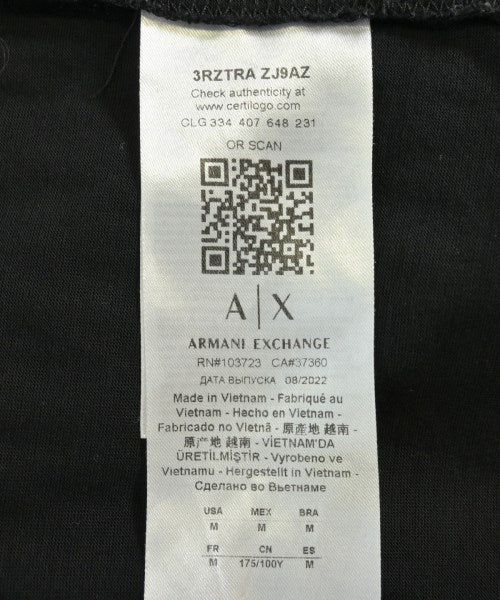 3RZTRA ZJ9AZ
Check authenticity at
www.certilogo.com
CLG 334 407 648 231
OR SCAN
A|X
ARMANI EXCHANGE
RN#103723 CA#37360
ДАТА ВЫПУСКА 08/2022
Made in Vietnam - Fabriqué au
Vietnam - Hecho en Vietnam -
Fabricado no Vietnã - 原産地 越南 -
原产地 越南 - VİETNAM'DA
ÜRETİLMİŞTİR - Vyrobeno ve
Vietnamu - Hergestellt in Vietnam -
Сделано во Вьетнаме
USA MEX BRA
M M M
FR CN ES
M 175/100Y M